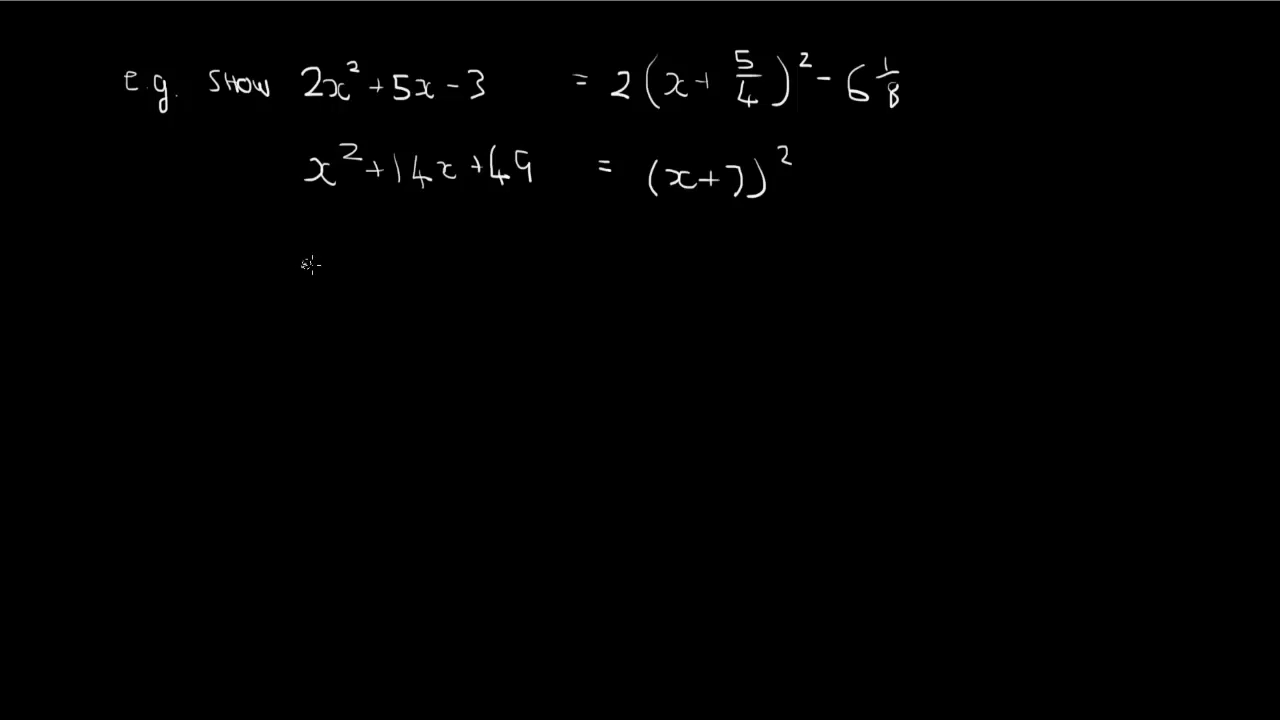 e.g. SHOW 2x² + 5x - 3 = 2(x + 5/4)² - 6 1/8
x² + 14x + 49 = (x + 7)²